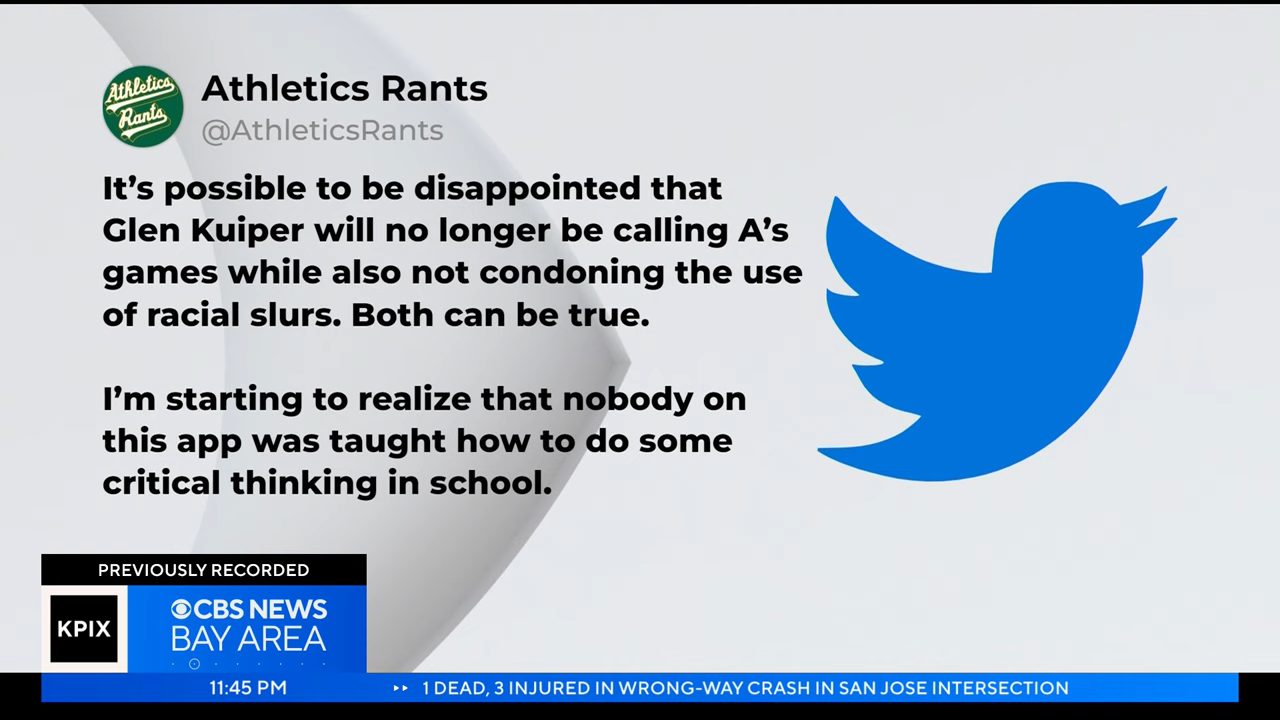 Athletics
Rants
Athletics Rants
@AthleticsRants
It's possible to be disappointed that
Glen Kuiper will no longer be calling A's
games while also not condoning the use
of racial slurs. Both can be true.
I'm starting to realize that nobody on
this app was taught how to do some
critical thinking in school.
PREVIOUSLY RECORDED
KPIX
CBS NEWS
BAY AREA
11:45 PM
1 DEAD, 3 INJURED IN WRONG-WAY CRASH IN SAN JOSE INTERSECTION